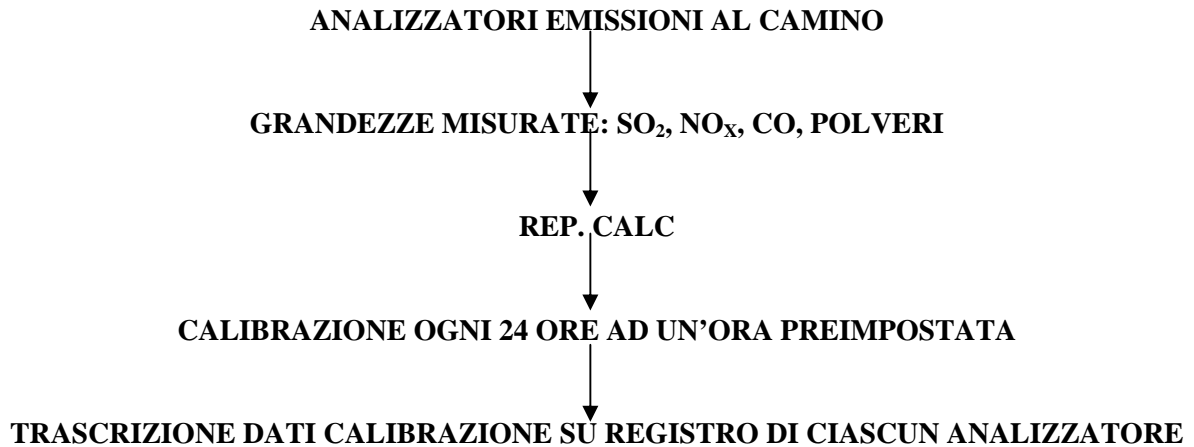 ANALIZZATORI EMISSIONI AL CAMINO
GRANDEZZE MISURATE: SO₂, NOₓ, CO, POLVERI
REP. CALC
CALIBRAZIONE OGNI 24 ORE AD UN’ORA PREIMPOSTATA
TRASCRIZIONE DATI CALIBRAZIONE SU REGISTRO DI CIASCUN ANALIZZATORE